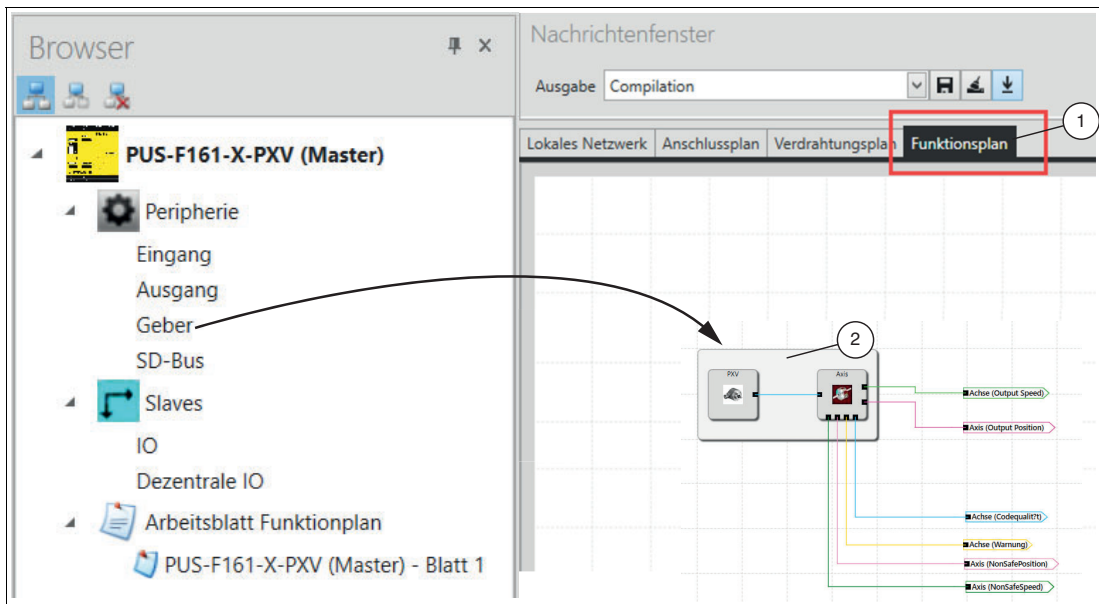 Browser
PUS-F161-X-PXV (Master)
Peripherie
Eingang
Ausgang
Geber
SD-Bus
Slaves
IO
Dezentrale IO
Arbeitsblatt Funktionplan
PUS-F161-X-PXV (Master) - Blatt 1
Nachrichtenfenster
Ausgabe Compilation
Lokales Netzwerk Anschlussplan Verdrahtungsplan Funktionsplan
1
2
PXV
Axis
Achse (Output Speed)
Axis (Output Position)
Achse (Codequalit?t)
Achse (Warnung)
Axis (NonSafePosition)
Axis (NonSafeSpeed)